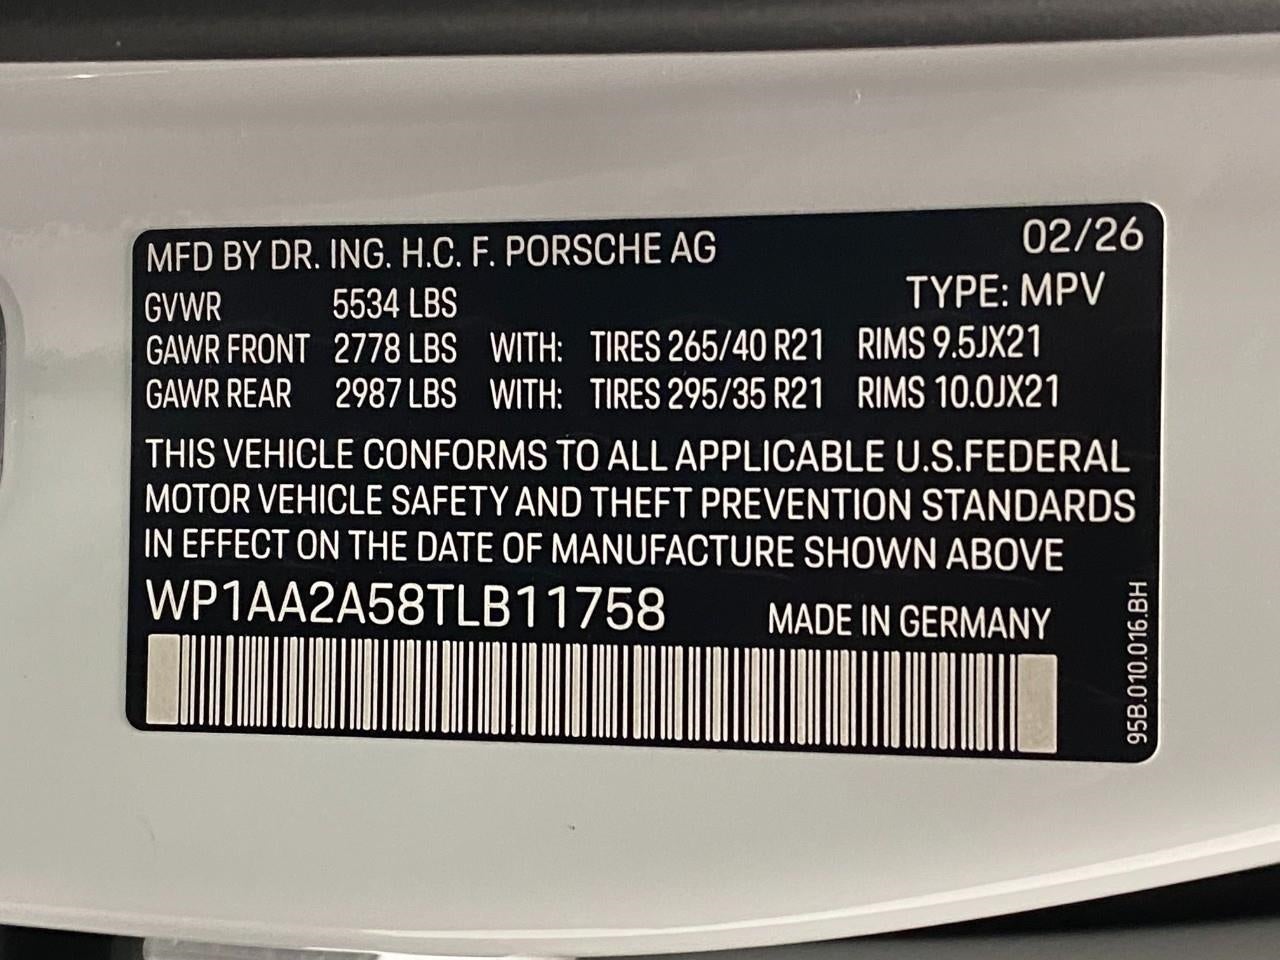 MFD BY DR. ING. H.C. F. PORSCHE AG 02/26
GVWR 5534 LBS TYPE: MPV
GAWR FRONT 2778 LBS WITH: TIRES 265/40 R21 RIMS 9.5JX21
GAWR REAR 2987 LBS WITH: TIRES 295/35 R21 RIMS 10.0JX21
THIS VEHICLE CONFORMS TO ALL APPLICABLE U.S.FEDERAL
MOTOR VEHICLE SAFETY AND THEFT PREVENTION STANDARDS
IN EFFECT ON THE DATE OF MANUFACTURE SHOWN ABOVE
WP1AA2A58TLB11758 MADE IN GERMANY
95B.010.016.BH